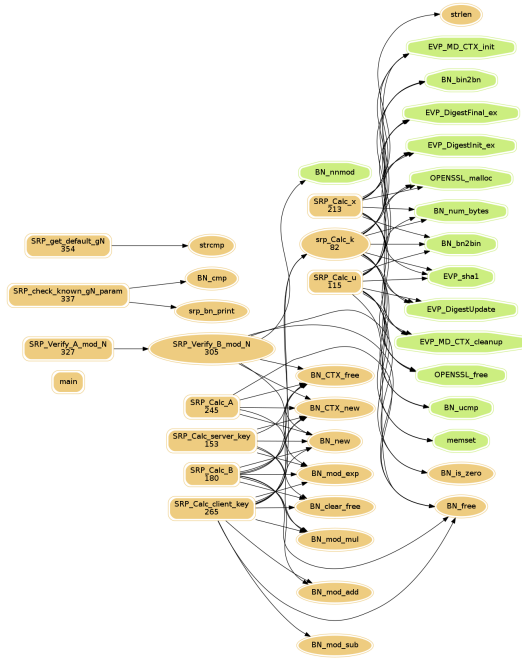 strlen
EVP_MD_CTX_init
BN_bin2bn
EVP_DigestFinal_ex
EVP_DigestInit_ex
OPENSSL_malloc
BN_num_bytes
BN_bn2bin
EVP_sha1
EVP_DigestUpdate
EVP_MD_CTX_cleanup
OPENSSL_free
BN_ucmp
memset
BN_is_zero
BN_free
BN_nnmod
SRP_Calc_x
213
srp_Calc_k
82
SRP_Calc_u
115
SRP_get_default_gN
354
strcmp
SRP_check_known_gN_param
337
BN_cmp
srp_bn_print
SRP_Verify_A_mod_N
327
SRP_Verify_B_mod_N
305
main
SRP_Calc_A
245
SRP_Calc_server_key
153
SRP_Calc_B
180
SRP_Calc_client_key
265
BN_CTX_free
BN_CTX_new
BN_new
BN_mod_exp
BN_clear_free
BN_mod_mul
BN_mod_add
BN_mod_sub